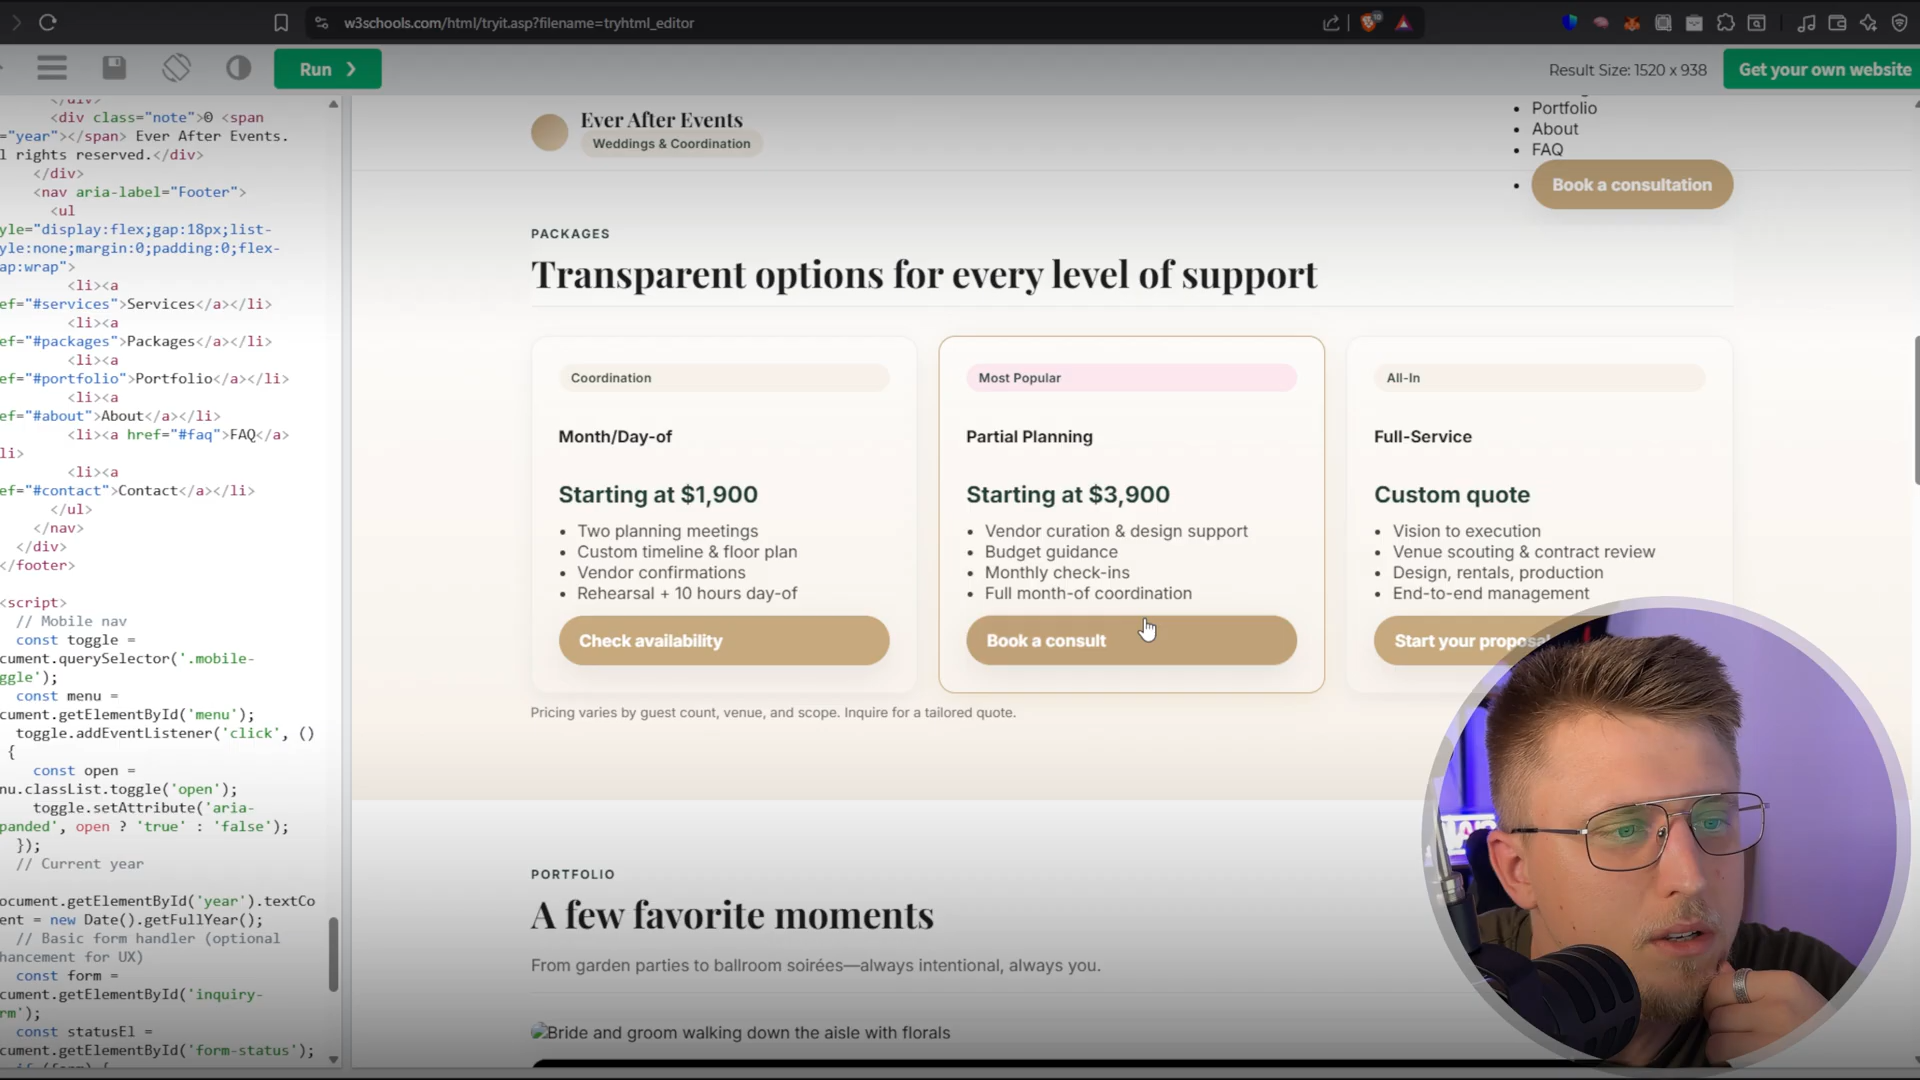 w3schools.com/html/tryit.asp?filename=tryhtml_editor
Run ❯
Result Size: 1520 x 938
Get your own website
</div>
<div class="note">© <span
="year"></span> Ever After Events.
l rights reserved.</div>
</div>
<nav aria-label="Footer">
<ul
yle="display:flex;gap:18px;list-
yle:none;margin:0;padding:0;flex-
ap:wrap">
<li><a
ef="#services">Services</a></li>
<li><a
ef="#packages">Packages</a></li>
<li><a
ef="#portfolio">Portfolio</a></li>
<li><a
ef="#about">About</a></li>
<li><a href="#faq">FAQ</a>
li>
<li><a
ef="#contact">Contact</a></li>
</ul>
</nav>
</div>
</footer>
<script>
// Mobile nav
const toggle =
cument.querySelector('.mobile-
ggle');
const menu =
cument.getElementById('menu');
toggle.addEventListener('click', ()
{
const open =
nu.classList.toggle('open');
toggle.setAttribute('aria-
panded', open ? 'true' : 'false');
});
// Current year
ocument.getElementById('year').textCo
ent = new Date().getFullYear();
// Basic form handler (optional
hancement for UX)
const form =
cument.getElementById('inquiry-
rm');
const statusEl =
cument.getElementById('form-status');
if (form) {
Ever After Events
Weddings & Coordination
• Portfolio
• About
• FAQ
• Book a consultation
PACKAGES
Transparent options for every level of support
Coordination
Month/Day-of
Starting at $1,900
• Two planning meetings
• Custom timeline & floor plan
• Vendor confirmations
• Rehearsal + 10 hours day-of
Check availability
Most Popular
Partial Planning
Starting at $3,900
• Vendor curation & design support
• Budget guidance
• Monthly check-ins
• Full month-of coordination
Book a consult
All-In
Full-Service
Custom quote
• Vision to execution
• Venue scouting & contract review
• Design, rentals, production
• End-to-end management
Start your proposal
Pricing varies by guest count, venue, and scope. Inquire for a tailored quote.
PORTFOLIO
A few favorite moments
From garden parties to ballroom soirées—always intentional, always you.
Bride and groom walking down the aisle with florals